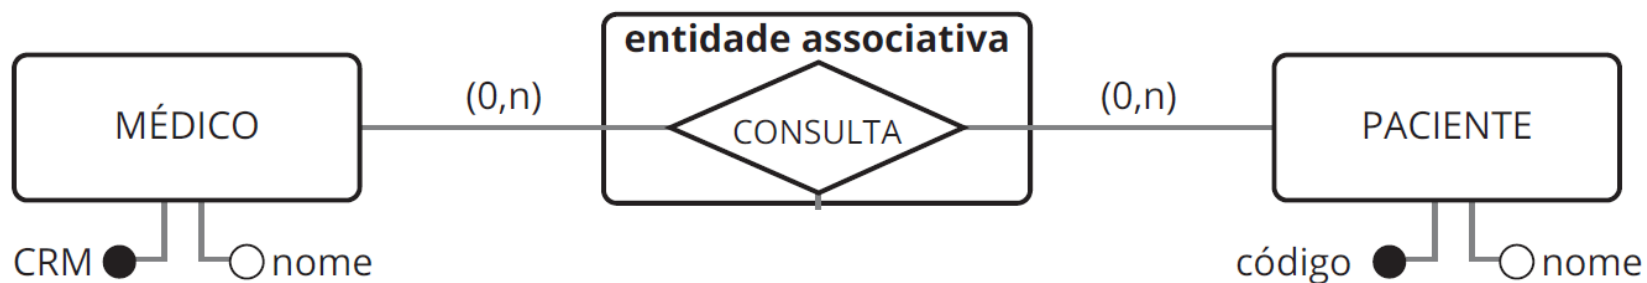 entidade associativa
MÉDICO
(0,n)
CONSULTA
(0,n)
PACIENTE
CRM
nome
código
nome